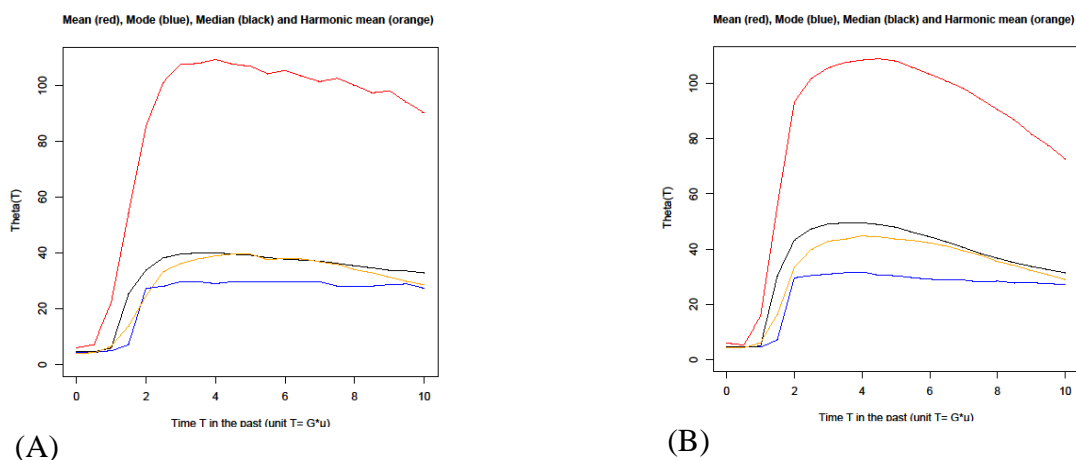 Mean (red), Mode (blue), Median (black) and Harmonic mean (orange)
Theta(T)
100
80
60
40
20
0
0 2 4 6 8 10
Time T in the past (unit T= G*u)
(A)
Mean (red), Mode (blue), Median (black) and Harmonic mean (orange)
Theta(T)
100
80
60
40
20
0
0 2 4 6 8 10
Time T in the past (unit T= G*u)
(B)